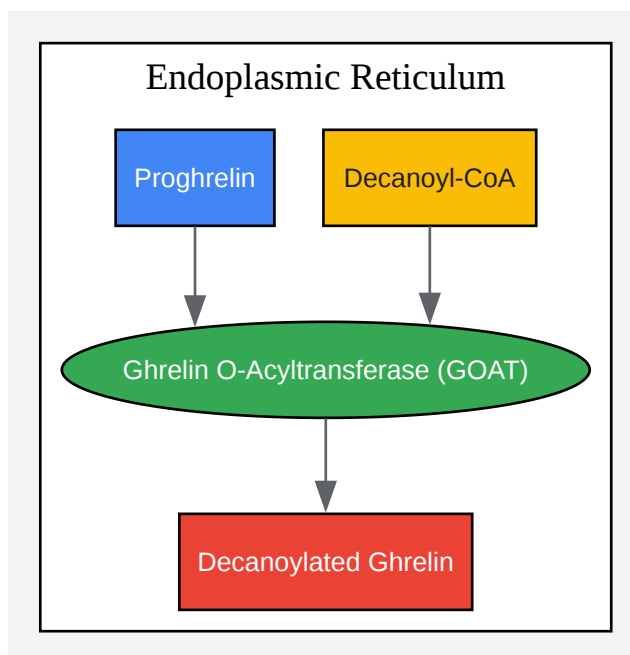 Endoplasmic Reticulum
Proghrelin
Decanoyl-CoA
Ghrelin O-Acyltransferase (GOAT)
Decanoylated Ghrelin